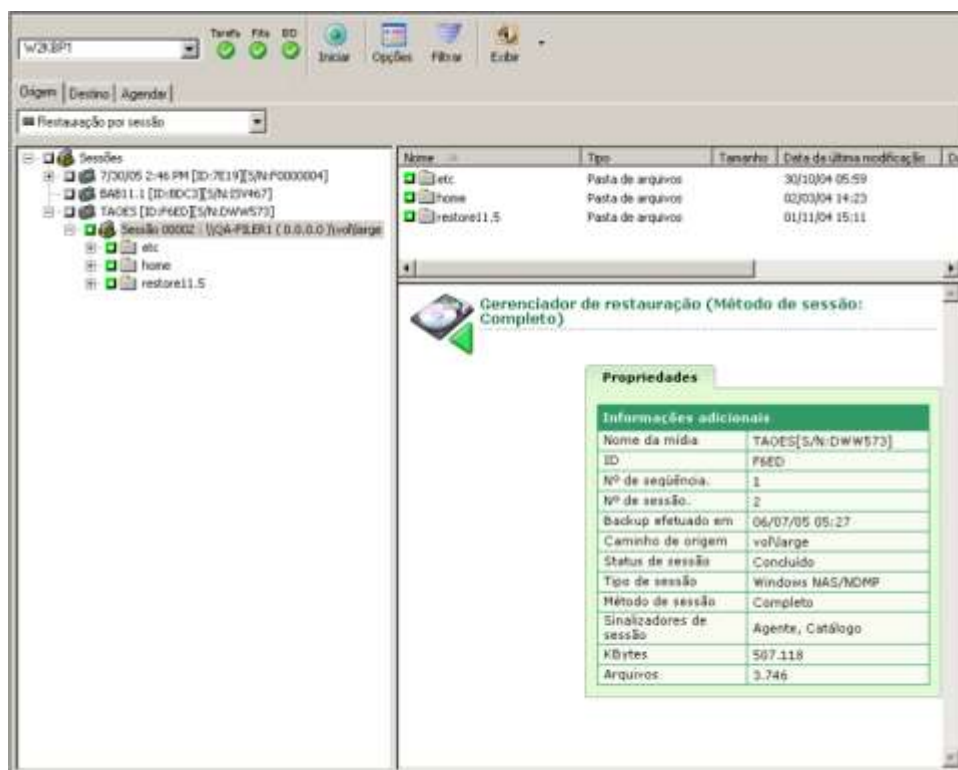 W2KBP1
Tarefa Fita BD
Iniciar Opções Filtrar Exibir
Origem Destino Agendar
Restauração por sessão
Sessões
7/30/05 2:46 PM [ID:7E19][S/N:F0000004]
BAB11.1 [ID:BDC3][S/N:ISV467]
TAOES [ID:F6ED][S/N:DWW573]
Sessão 00002 - \\QA-FILER1 ( 0.0.0.0 )\vol\large
etc
home
restore11.5
Nome Tipo Tamanho Data da última modificação
etc Pasta de arquivos 30/10/04 05:59
home Pasta de arquivos 02/03/04 14:23
restore11.5 Pasta de arquivos 01/11/04 15:11
Gerenciador de restauração (Método de sessão:
Completo)
Propriedades
Informações adicionais
Nome da mídia TAOES[S/N:DWW573]
ID F6ED
Nº de seqüência. 1
Nº de sessão. 2
Backup efetuado em 06/07/05 05:27
Caminho de origem vol\large
Status de sessão Concluído
Tipo de sessão Windows NAS/NDMP
Método de sessão Completo
Sinalizadores de
sessão Agente, Catálogo
KBytes 507.118
Arquivos 3.746